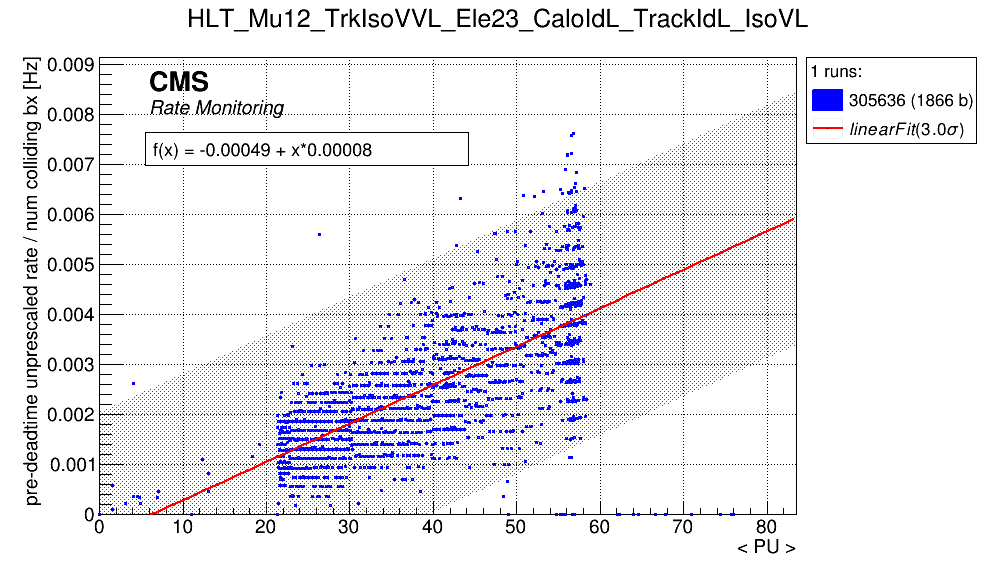 HLT_Mu12_TrkIsoVVL_Ele23_CaloIdL_TrackIdL_IsoVL
pre-deadtime unprescaled rate / num colliding bx [Hz]
0.009
0.008
0.007
0.006
0.005
0.004
0.003
0.002
0.001
0
CMS
Rate Monitoring
f(x) = -0.00049 + x*0.00008
1 runs:
305636 (1866 b)
linearFit(3.0σ)
0 10 20 30 40 50 60 70 80
< PU >